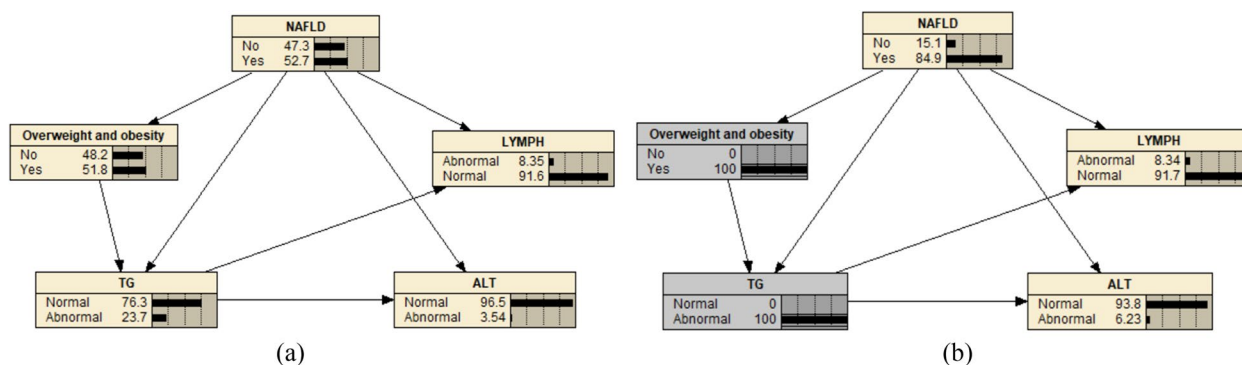 NAFLD
No 47.3
Yes 52.7
Overweight and obesity
No 48.2
Yes 51.8
LYMPH
Abnormal 8.35
Normal 91.6
TG
Normal 76.3
Abnormal 23.7
ALT
Normal 96.5
Abnormal 3.54
(a)
NAFLD
No 15.1
Yes 84.9
Overweight and obesity
No 0
Yes 100
LYMPH
Abnormal 8.34
Normal 91.7
TG
Normal 0
Abnormal 100
ALT
Normal 93.8
Abnormal 6.23
(b)